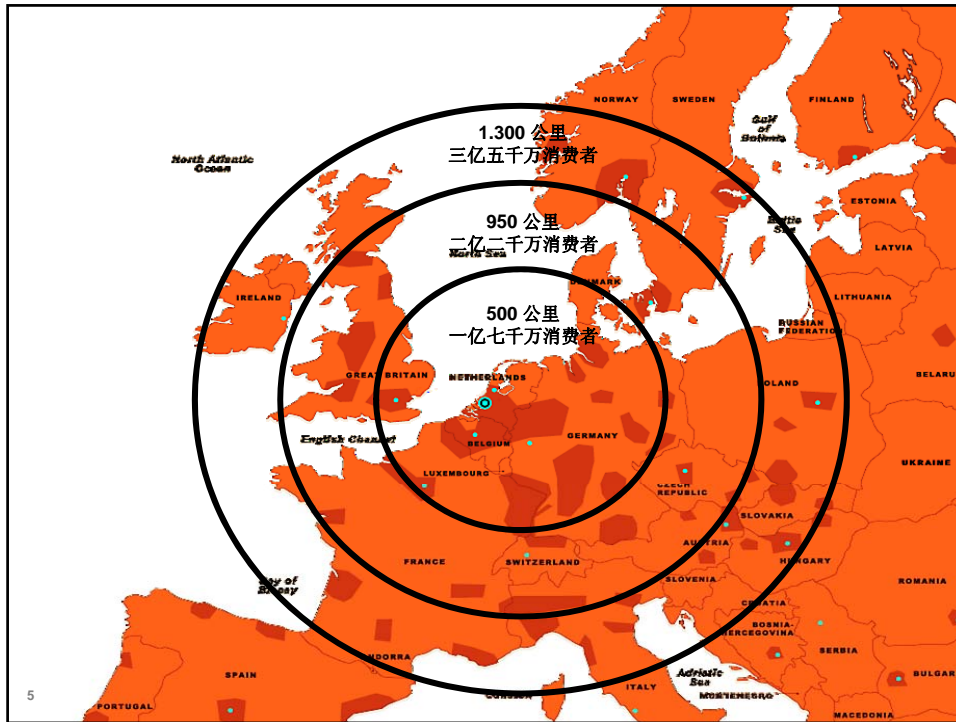 NORWAY
SWEDEN
FINLAND
Gulf
of
Bothnia
1.300 公里
三亿五千万消费者
North Atlantic
Ocean
ESTONIA
Baltic
Sea
950 公里
二亿二千万消费者
North Sea
LATVIA
DENMARK
IRELAND
LITHUANIA
500 公里
一亿七千万消费者
RUSSIAN
FEDERATION
GREAT BRITAIN
NETHERLANDS
POLAND
BELARU
English Channel
BELGIUM
GERMANY
UKRAINE
LUXEMBOURG
CZECH
REPUBLIC
SLOVAKIA
AUSTRIA
FRANCE
SWITZERLAND
HUNGARY
SLOVENIA
ROMANIA
Bay of
Biscay
CROATIA
BOSNIA-
HERCEGOVINA
SERBIA
ANDORRA
SPAIN
Adriatic
Sea
BULGAR
ITALY
MONTENEGRO
PORTUGAL
MACEDONIA
5